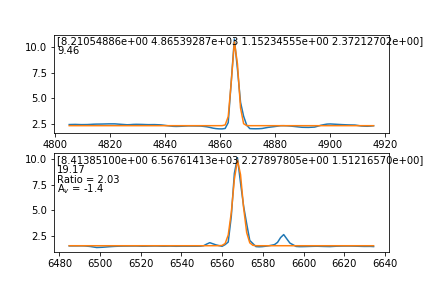 [8.21054886e+00 4.86539287e+03 1.15234555e+00 2.37212702e+00]
9.46
10.0
7.5
5.0
2.5
4800 4820 4840 4860 4880 4900 4920
[8.41385100e+00 6.56761413e+03 2.27897805e+00 1.51216570e+00]
19.17
Ratio = 2.03
Av = -1.4
10.0
7.5
5.0
2.5
6480 6500 6520 6540 6560 6580 6600 6620 6640